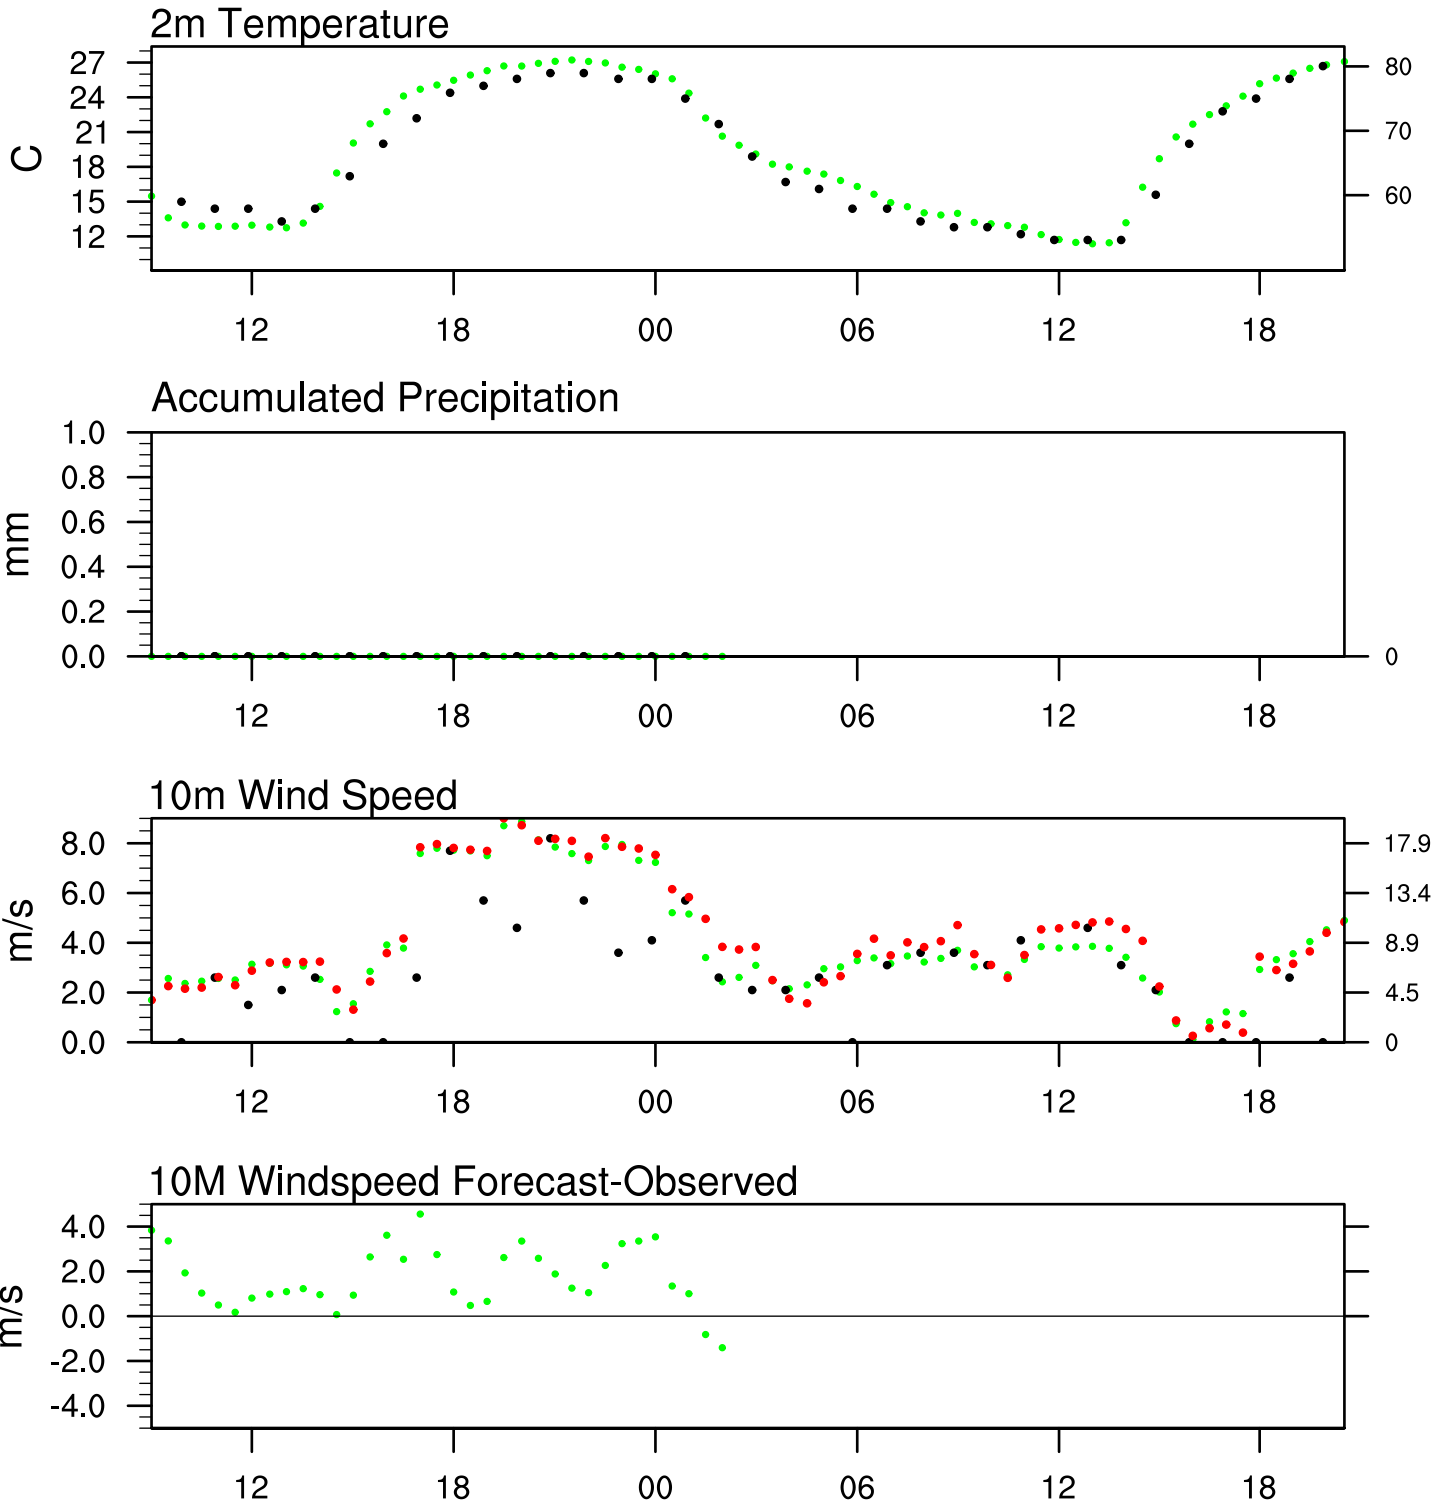 2m Temperature
27
24
21
18
15
12
C
80
70
60
12 18 00 06 12 18
Accumulated Precipitation
1.0
0.8
0.6
0.4
0.2
0.0
mm
0
12 18 00 06 12 18
10m Wind Speed
8.0
6.0
4.0
2.0
0.0
m/s
17.9
13.4
8.9
4.5
0
12 18 00 06 12 18
10M Windspeed Forecast-Observed
4.0
2.0
0.0
-2.0
-4.0
m/s
12 18 00 06 12 18